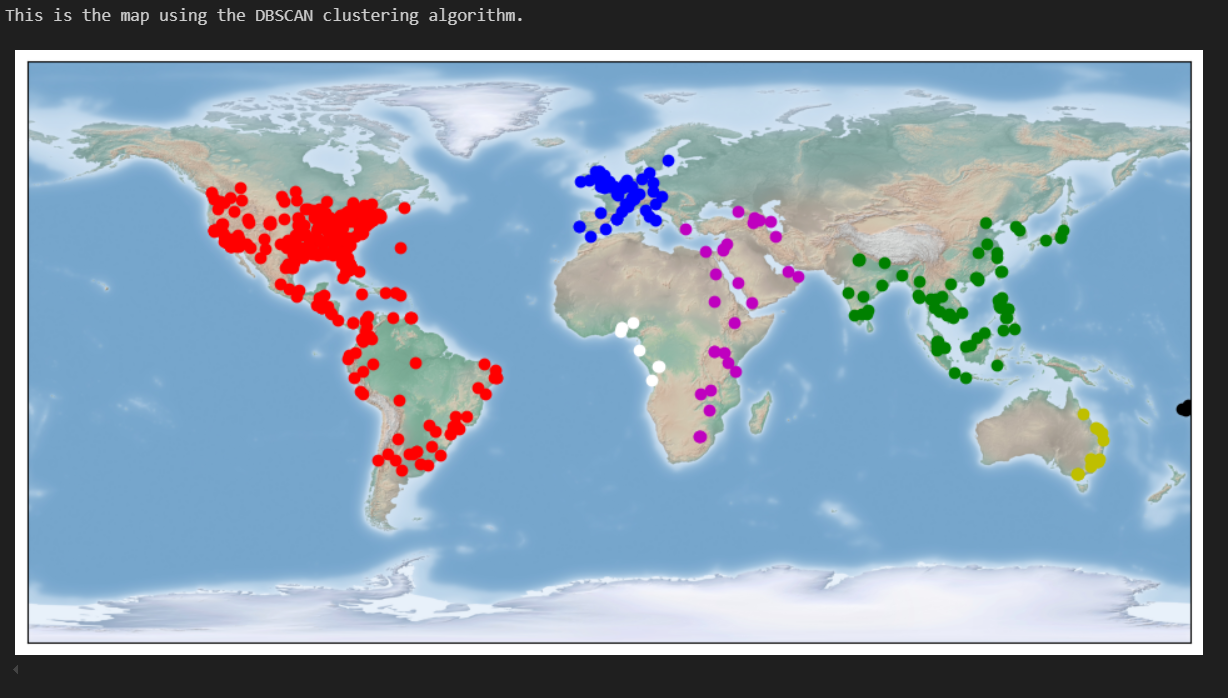 This is the map using the DBSCAN clustering algorithm.